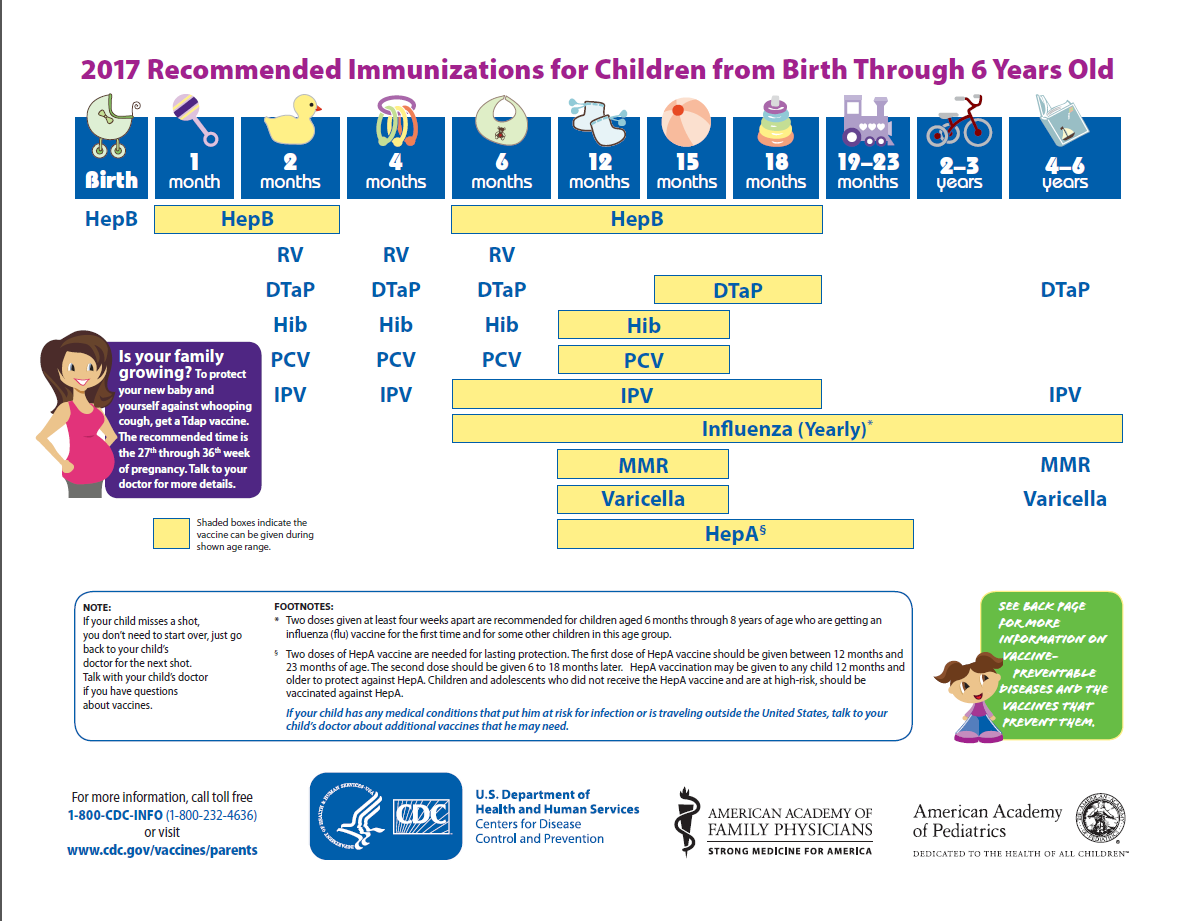 2017 Recommended Immunizations for Children from Birth Through 6 Years Old
Birth
1
month
2
months
4
months
6
months
12
months
15
months
18
months
19–23
months
2–3
years
4–6
years
HepB HepB HepB
RV RV RV
DTaP DTaP DTaP DTaP DTaP
Hib Hib Hib Hib
PCV PCV PCV PCV
IPV IPV IPV IPV
Influenza (Yearly)*
MMR MMR
Varicella Varicella
HepA§
Is your family
growing? To protect
your new baby and
yourself against whooping
cough, get a Tdap vaccine.
The recommended time is
the 27th through 36th week
of pregnancy. Talk to your
doctor for more details.
Shaded boxes indicate the
vaccine can be given during
shown age range.
NOTE:
If your child misses a shot,
you don't need to start over, just go
back to your child's
doctor for the next shot.
Talk with your child's doctor
if you have questions
about vaccines.
FOOTNOTES:
* Two doses given at least four weeks apart are recommended for children aged 6 months through 8 years of age who are getting an
influenza (flu) vaccine for the first time and for some other children in this age group.
§ Two doses of HepA vaccine are needed for lasting protection. The first dose of HepA vaccine should be given between 12 months and
23 months of age. The second dose should be given 6 to 18 months later. HepA vaccination may be given to any child 12 months and
older to protect against HepA. Children and adolescents who did not receive the HepA vaccine and are at high-risk, should be
vaccinated against HepA.
If your child has any medical conditions that put him at risk for infection or is traveling outside the United States, talk to your
child's doctor about additional vaccines that he may need.
SEE BACK PAGE
FOR MORE
INFORMATION ON
VACCINE-
PREVENTABLE
DISEASES AND THE
VACCINES THAT
PREVENT THEM.
For more information, call toll free
1-800-CDC-INFO (1-800-232-4636)
or visit
www.cdc.gov/vaccines/parents
CDC
U.S. Department of
Health and Human Services
Centers for Disease
Control and Prevention
AMERICAN ACADEMY OF
FAMILY PHYSICIANS
STRONG MEDICINE FOR AMERICA
American Academy
of Pediatrics
DEDICATED TO THE HEALTH OF ALL CHILDREN™